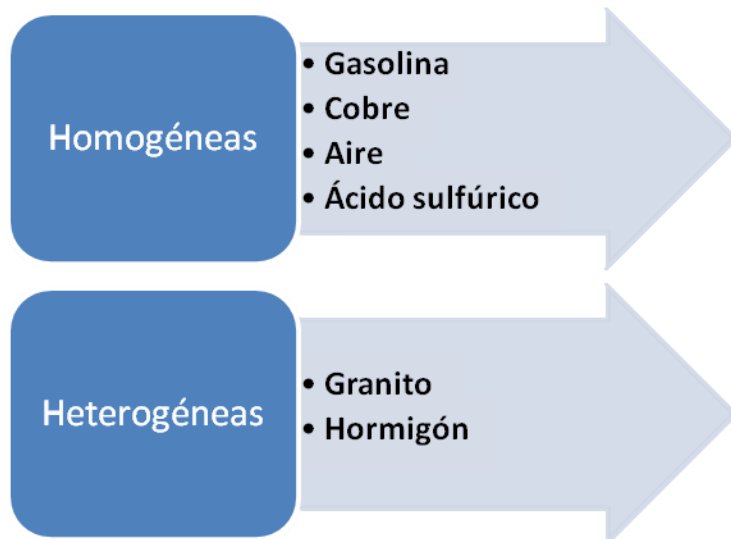 Homogéneas
• Gasolina
• Cobre
• Aire
• Ácido sulfúrico
Heterogéneas
• Granito
• Hormigón